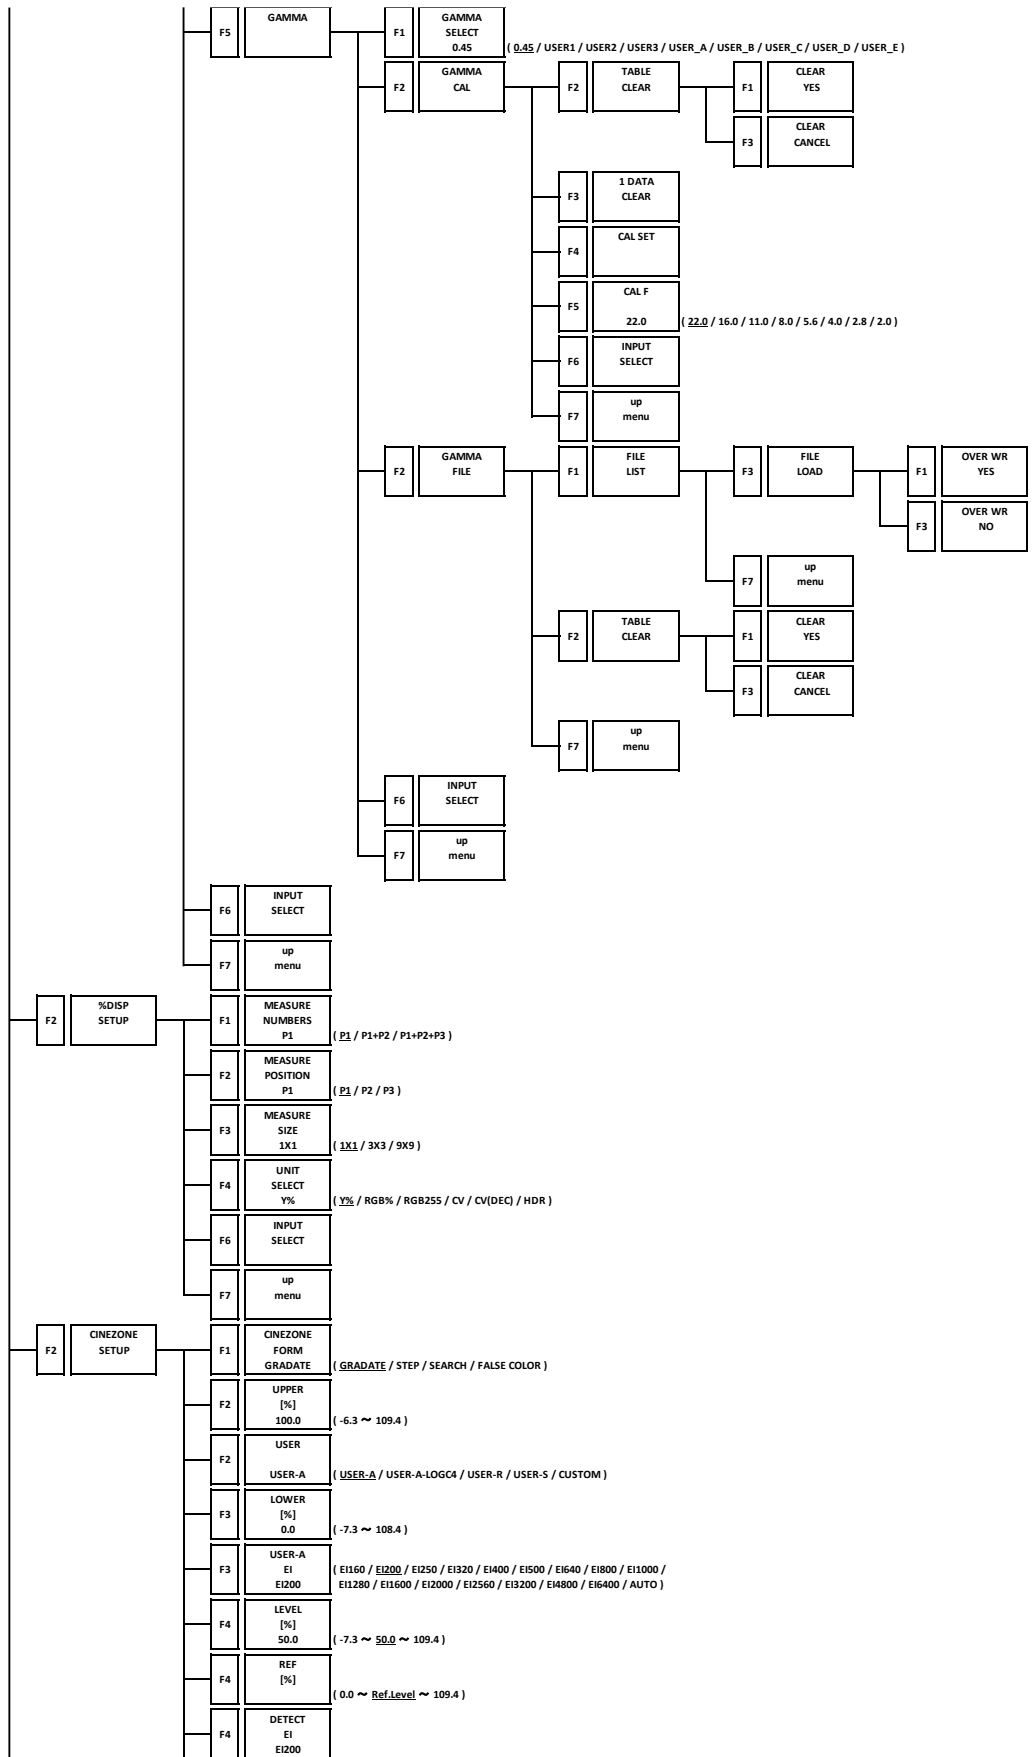 F5
GAMMA
F1
GAMMA
SELECT
0.45
( 0.45 / USER1 / USER2 / USER3 / USER_A / USER_B / USER_C / USER_D / USER_E )
F2
GAMMA
CAL
F2
TABLE
CLEAR
F1
CLEAR
YES
F3
CLEAR
CANCEL
F3
1 DATA
CLEAR
F4
CAL SET
F5
CAL F
22.0
( 22.0 / 16.0 / 11.0 / 8.0 / 5.6 / 4.0 / 2.8 / 2.0 )
F6
INPUT
SELECT
F7
up
menu
F2
GAMMA
FILE
F1
FILE
LIST
F3
FILE
LOAD
F1
OVER WR
YES
F3
OVER WR
NO
F7
up
menu
F2
TABLE
CLEAR
F1
CLEAR
YES
F3
CLEAR
CANCEL
F7
up
menu
F6
INPUT
SELECT
F7
up
menu
F6
INPUT
SELECT
F7
up
menu
F2
%DISP
SETUP
F1
MEASURE
NUMBERS
P1
( P1 / P1+P2 / P1+P2+P3 )
F2
MEASURE
POSITION
P1
( P1 / P2 / P3 )
F3
MEASURE
SIZE
1X1
( 1X1 / 3X3 / 9X9 )
F4
UNIT
SELECT
Y%
( Y% / RGB% / RGB255 / CV / CV(DEC) / HDR )
F6
INPUT
SELECT
F7
up
menu
F2
CINEZONE
SETUP
F1
CINEZONE
FORM
GRADATE
( GRADATE / STEP / SEARCH / FALSE COLOR )
F2
UPPER
[%]
100.0
( -6.3 ~ 109.4 )
F2
USER
USER-A
( USER-A / USER-A-LOGC4 / USER-R / USER-S / CUSTOM )
F3
LOWER
[%]
0.0
( -7.3 ~ 108.4 )
F3
USER-A
EI
EI200
( EI160 / EI200 / EI250 / EI320 / EI400 / EI500 / EI640 / EI800 / EI1000 /
EI1280 / EI1600 / EI2000 / EI2560 / EI3200 / EI4800 / EI6400 / AUTO )
F4
LEVEL
[%]
50.0
( -7.3 ~ 50.0 ~ 109.4 )
F4
REF
[%]
( 0.0 ~ Ref.Level ~ 109.4 )
F4
DETECT
EI
EI200